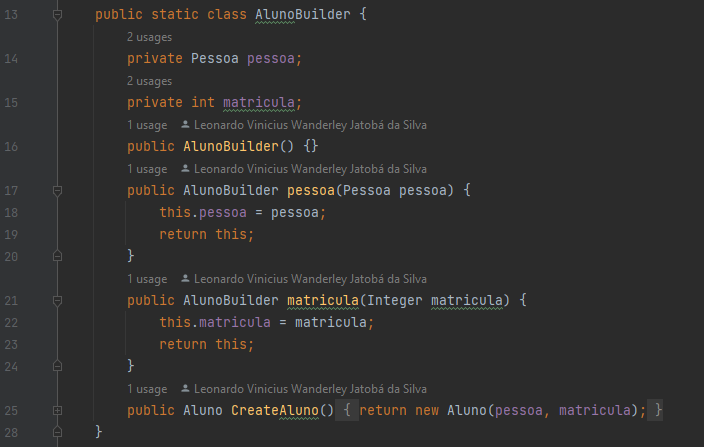 13 public static class AlunoBuilder {
2 usages
14 private Pessoa pessoa;
2 usages
15 private int matricula;
1 usage Leonardo Vinicius Wanderley Jatobá da Silva
16 public AlunoBuilder() {}
1 usage Leonardo Vinicius Wanderley Jatobá da Silva
17 public AlunoBuilder pessoa(Pessoa pessoa) {
18 this.pessoa = pessoa;
19 return this;
20 }
1 usage Leonardo Vinicius Wanderley Jatobá da Silva
21 public AlunoBuilder matricula(Integer matricula) {
22 this.matricula = matricula;
23 return this;
24 }
1 usage Leonardo Vinicius Wanderley Jatobá da Silva
25 public Aluno CreateAluno() { return new Aluno(pessoa, matricula); }
28 }